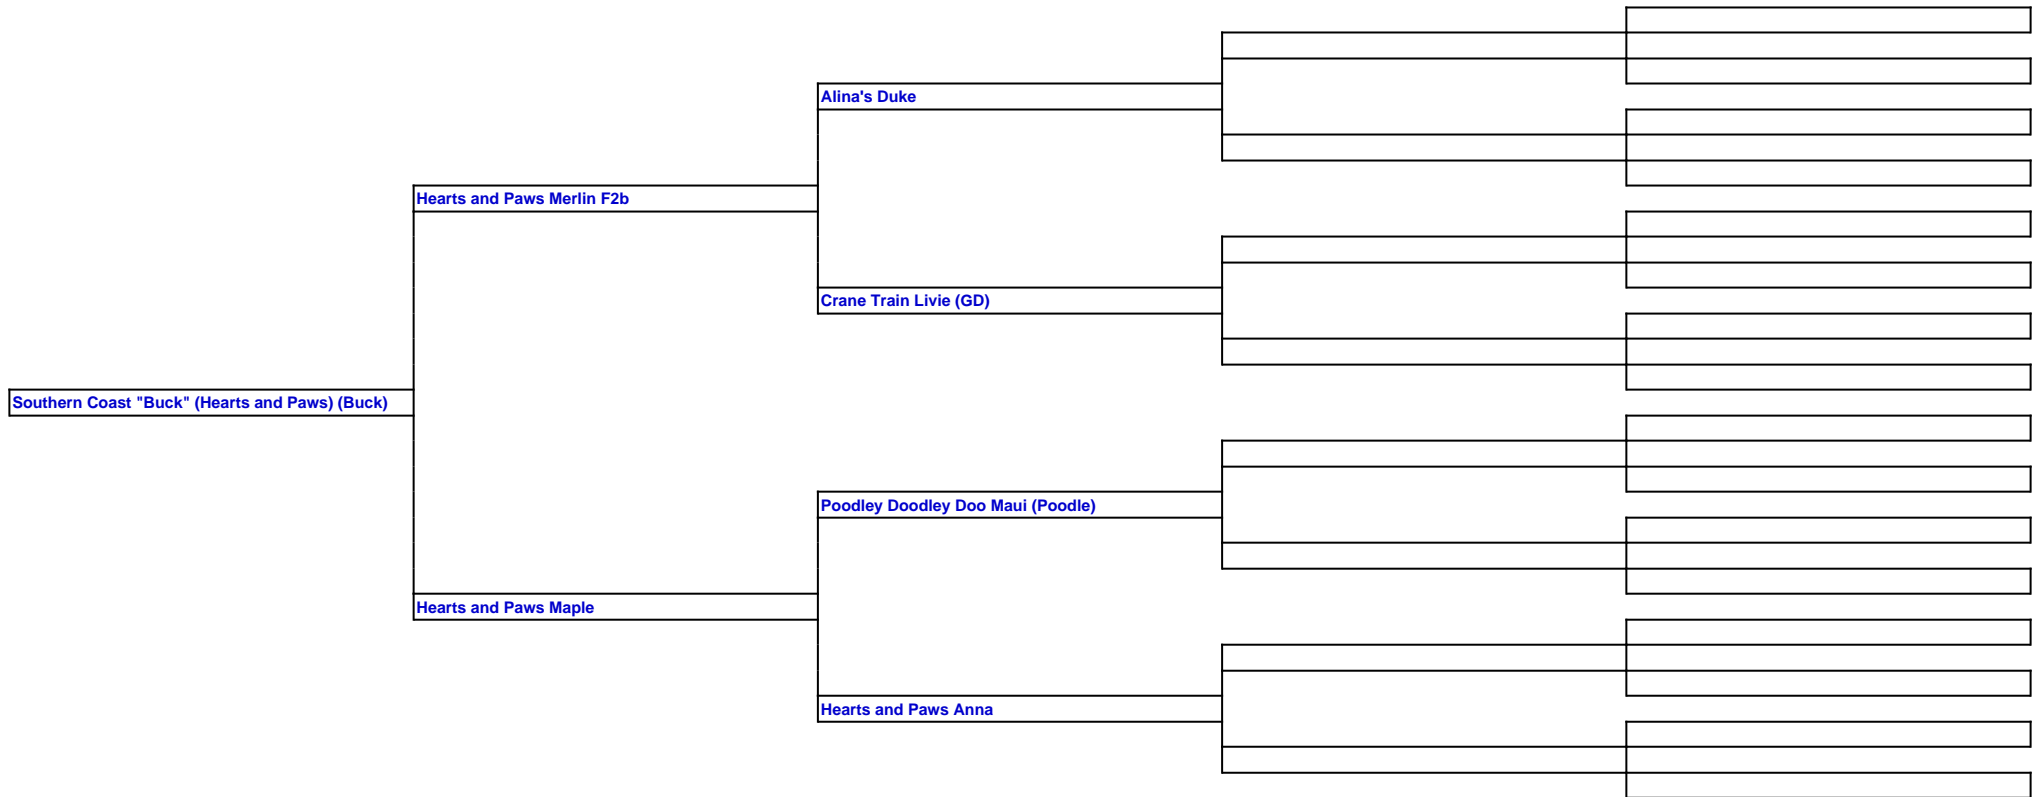 Alina's Duke
Hearts and Paws Merlin F2b
Crane Train Livie (GD)
Southern Coast "Buck" (Hearts and Paws) (Buck)
Poodley Doodley Doo Maui (Poodle)
Hearts and Paws Maple
Hearts and Paws Anna